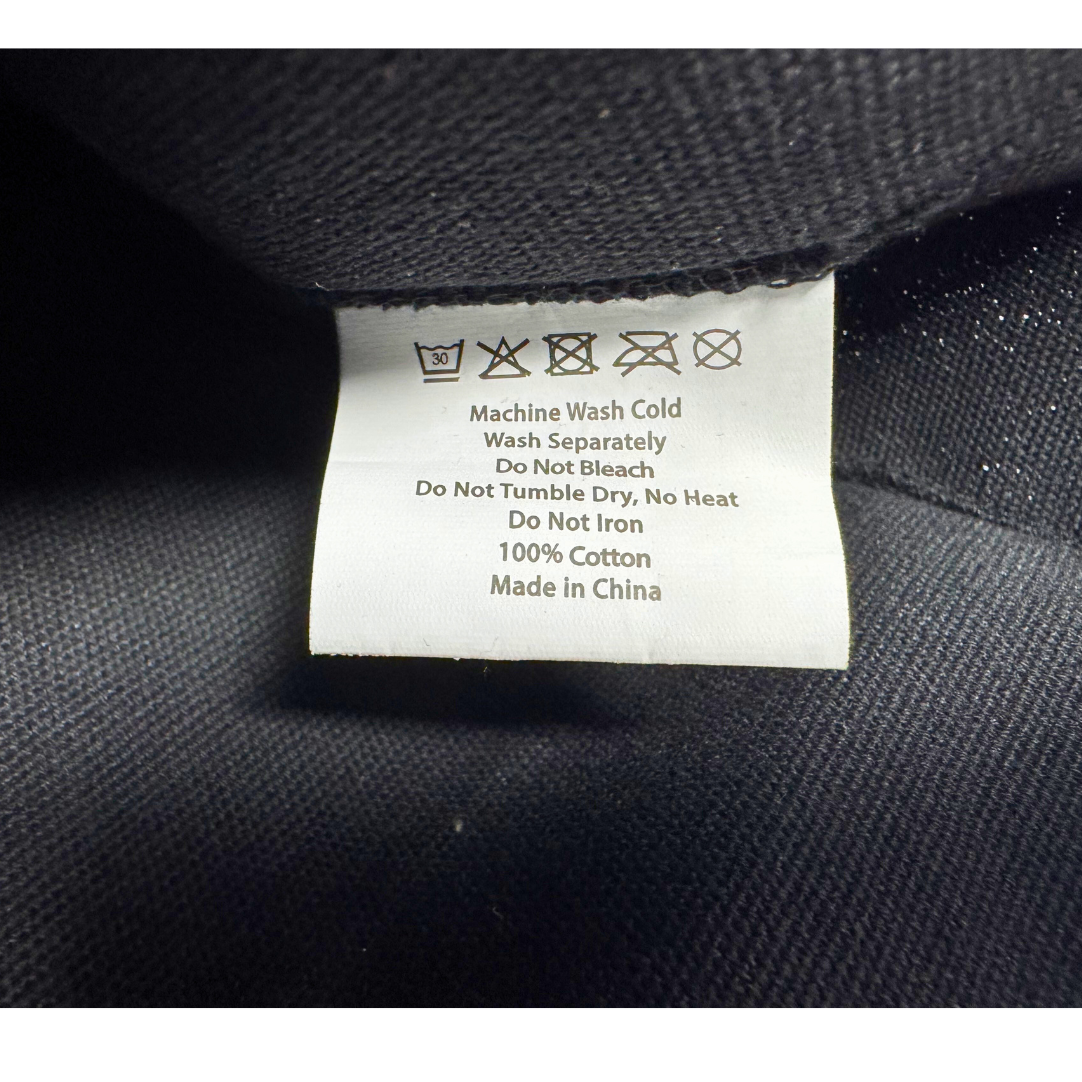 30
Machine Wash Cold
Wash Separately
Do Not Bleach
Do Not Tumble Dry, No Heat
Do Not Iron
100% Cotton
Made in China